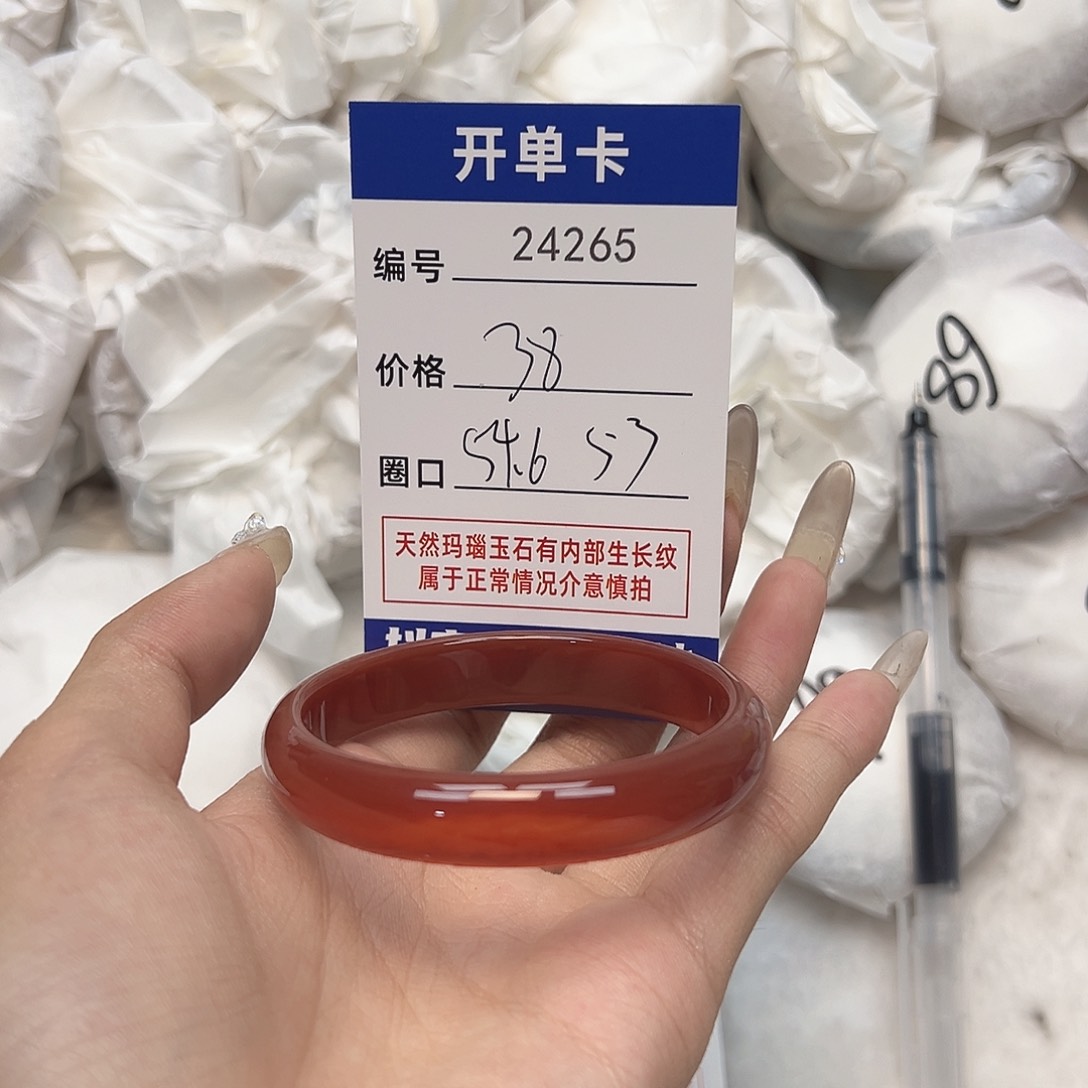 开单卡
编号 24265
价格 38
圈口 54.6 57
天然玛瑙玉石有内部生长纹
属于正常情况介意慎拍
89